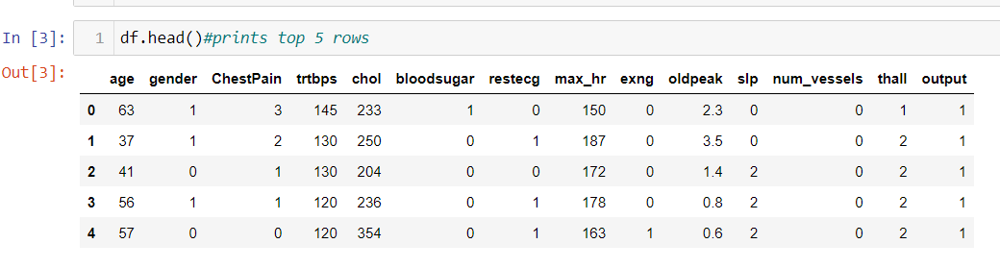 In [3]: 1 df.head()#prints top 5 rows
Out[3]:
age gender ChestPain trtbps chol bloodsugar restecg max_hr exng oldpeak slp num_vessels thall output
0 63 1 3 145 233 1 0 150 0 2.3 0 0 1 1
1 37 1 2 130 250 0 1 187 0 3.5 0 0 2 1
2 41 0 1 130 204 0 0 172 0 1.4 2 0 2 1
3 56 1 1 120 236 0 1 178 0 0.8 2 0 2 1
4 57 0 0 120 354 0 1 163 1 0.6 2 0 2 1